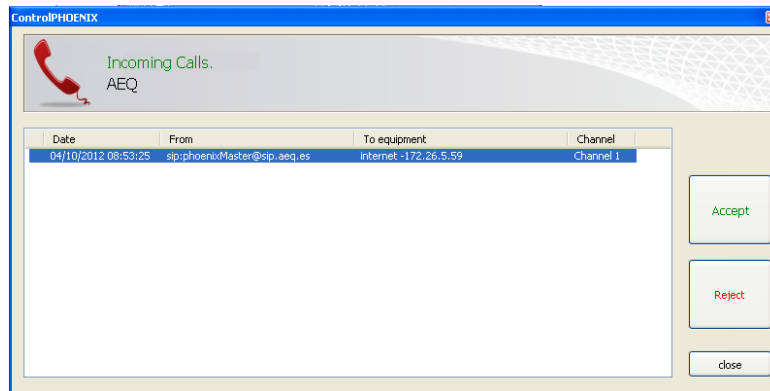 ControlPHOENIX
Incoming Calls.
AEQ
Date From To equipment Channel
04/10/2012 08:53:25 sip:phoenixMaster@sip.aeq.es internet -172.26.5.59 Channel 1
Accept
Reject
close